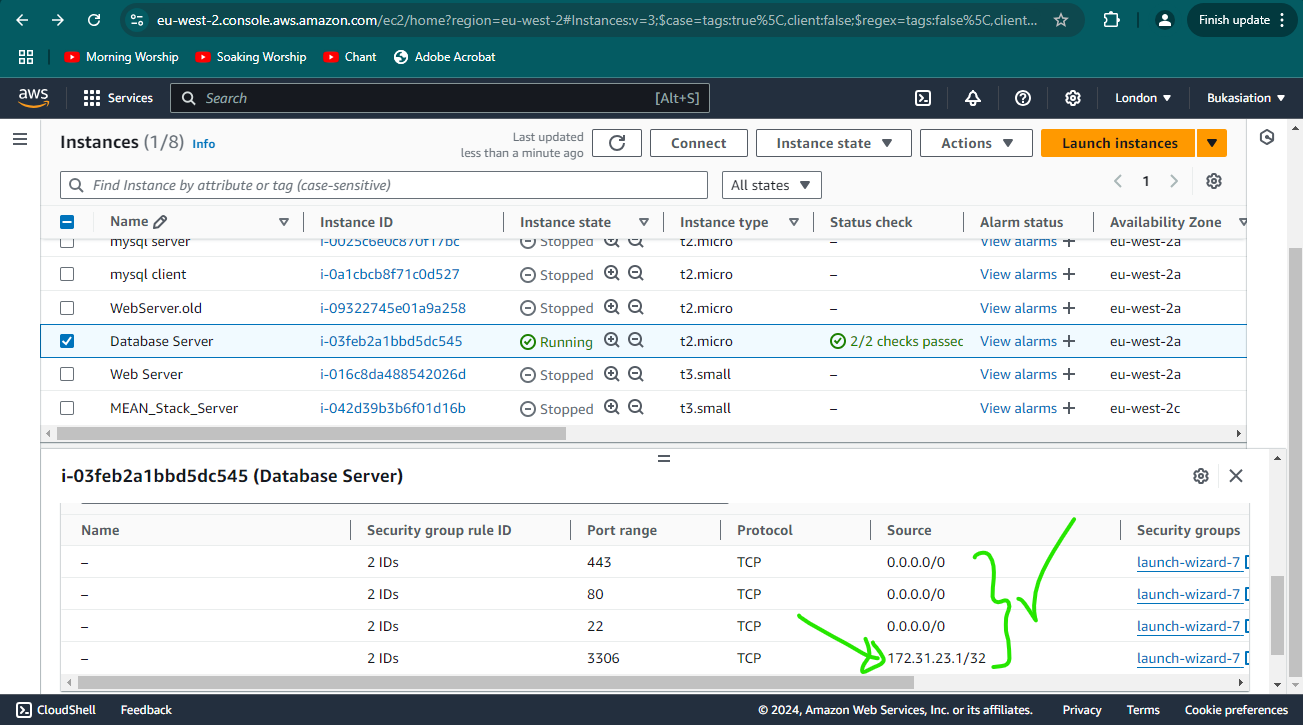 eu-west-2.console.aws.amazon.com/ec2/home?region=eu-west-2#Instances:v=3;$case=tags:true%5C,client:false;$regex=tags:false%5C,client...
Finish update
Morning Worship
Soaking Worship
Chant
Adobe Acrobat
aws
Services
Search
[Alt+S]
London
Bukasiation
Instances (1/8) Info
Last updated
less than a minute ago
Connect
Instance state
Actions
Launch instances
Find Instance by attribute or tag (case-sensitive)
All states
1
Name Instance ID Instance state Instance type Status check Alarm status Availability Zone
mysql server i-0025c6e0c870f17bc Stopped t2.micro – View alarms + eu-west-2a
mysql client i-0a1cbcb8f71c0d527 Stopped t2.micro – View alarms + eu-west-2a
WebServer.old i-09322745e01a9a258 Stopped t2.micro – View alarms + eu-west-2a
Database Server i-03feb2a1bbd5dc545 Running t2.micro 2/2 checks passec View alarms + eu-west-2a
Web Server i-016c8da488542026d Stopped t3.small – View alarms + eu-west-2a
MEAN_Stack_Server i-042d39b3b6f01d16b Stopped t3.small – View alarms + eu-west-2c
i-03feb2a1bbd5dc545 (Database Server)
Name Security group rule ID Port range Protocol Source Security groups
– 2 IDs 443 TCP 0.0.0.0/0 launch-wizard-7
– 2 IDs 80 TCP 0.0.0.0/0 launch-wizard-7
– 2 IDs 22 TCP 0.0.0.0/0 launch-wizard-7
– 2 IDs 3306 TCP 172.31.23.1/32 launch-wizard-7
CloudShell Feedback © 2024, Amazon Web Services, Inc. or its affiliates. Privacy Terms Cookie preferences